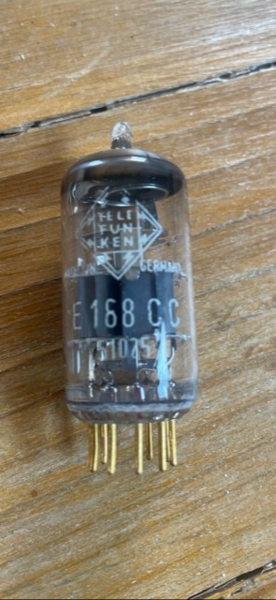 TELE
FUN
KEN
GERMANY
E 168 CC